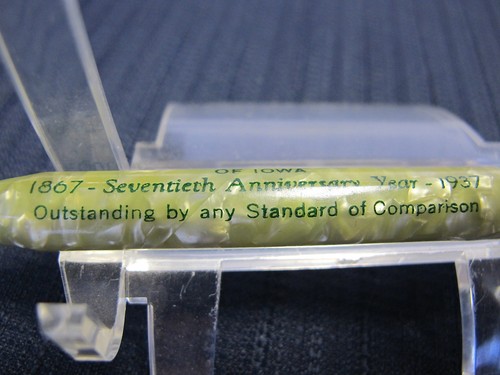 OF IOWA
1867 - Seventieth Anniversary Year - 1937
Outstanding by any Standard of Comparison